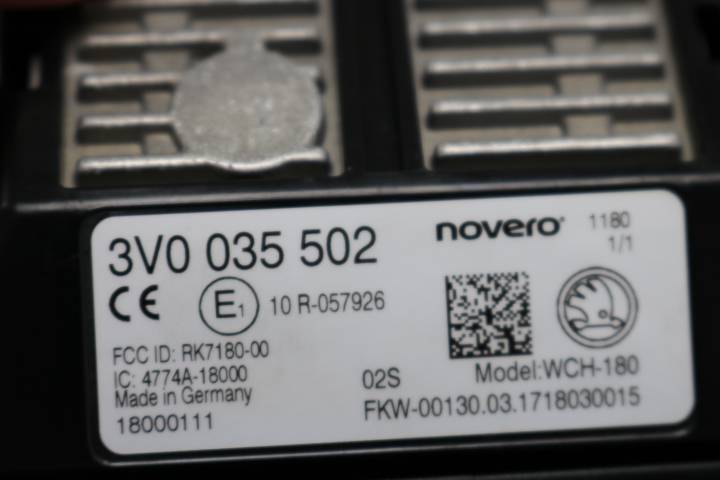 3V0 035 502
novero
1180
1/1
CE
E1
10 R-057926
FCC ID: RK7180-00
IC: 4774A-18000
Made in Germany
18000111
02S
Model:WCH-180
FKW-00130.03.1718030015